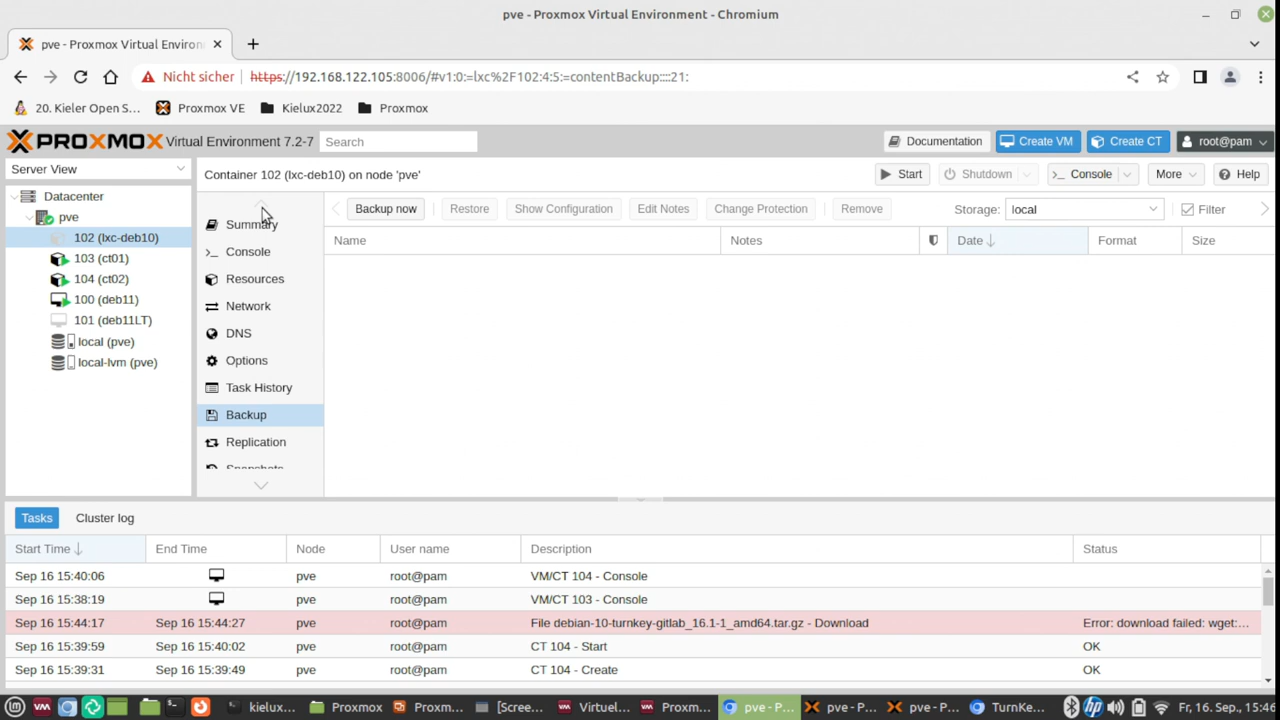 pve - Proxmox Virtual Environment - Chromium
pve - Proxmox Virtual Environ
Nicht sicher
https://192.168.122.105:8006/#v1:0:=lxc%2F102:4:5:=contentBackup::::21:
20. Kieler Open S...
Proxmox VE
Kielux2022
Proxmox
PROXMOX Virtual Environment 7.2-7
Search
Documentation
Create VM
Create CT
root@pam
Server View
Container 102 (lxc-deb10) on node 'pve'
Start
Shutdown
Console
More
Help
Datacenter
pve
102 (lxc-deb10)
103 (ct01)
104 (ct02)
100 (deb11)
101 (deb11LT)
local (pve)
local-lvm (pve)
Summary
Console
Resources
Network
DNS
Options
Task History
Backup
Replication
Snapshots
Backup now
Restore
Show Configuration
Edit Notes
Change Protection
Remove
Storage:
local
Filter
Name
Notes
Date
Format
Size
Tasks
Cluster log
Start Time
End Time
Node
User name
Description
Status
Sep 16 15:40:06 pve root@pam VM/CT 104 - Console
Sep 16 15:38:19 pve root@pam VM/CT 103 - Console
Sep 16 15:44:17 Sep 16 15:44:27 pve root@pam File debian-10-turnkey-gitlab_16.1-1_amd64.tar.gz - Download Error: download failed: wget:...
Sep 16 15:39:59 Sep 16 15:40:02 pve root@pam CT 104 - Start OK
Sep 16 15:39:31 Sep 16 15:39:49 pve root@pam CT 104 - Create OK
kielux...
Proxmox
Proxm...
[Scree...
Virtuel...
Proxm...
pve - P...
pve - P...
pve - P...
TurnKe...
Fr, 16. Sep., 15:46